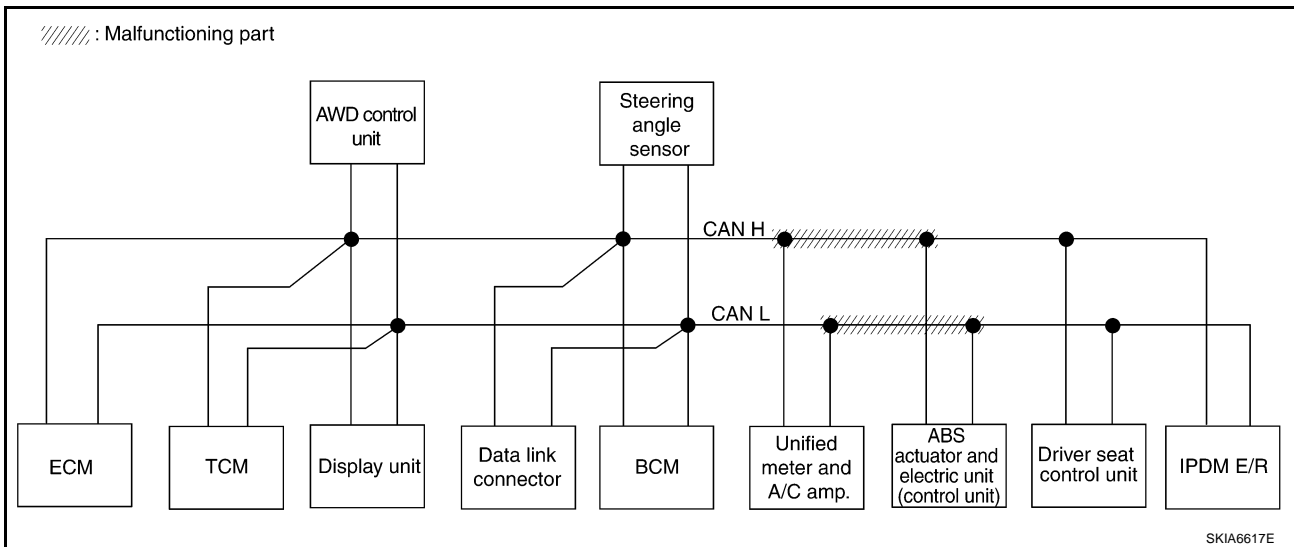 : Malfunctioning part
AWD control
unit
Steering
angle
sensor
CAN H
CAN L
ECM
TCM
Display unit
Data link
connector
BCM
Unified
meter and
A/C amp.
ABS
actuator and
electric unit
(control unit)
Driver seat
control unit
IPDM E/R
SKIA6617E